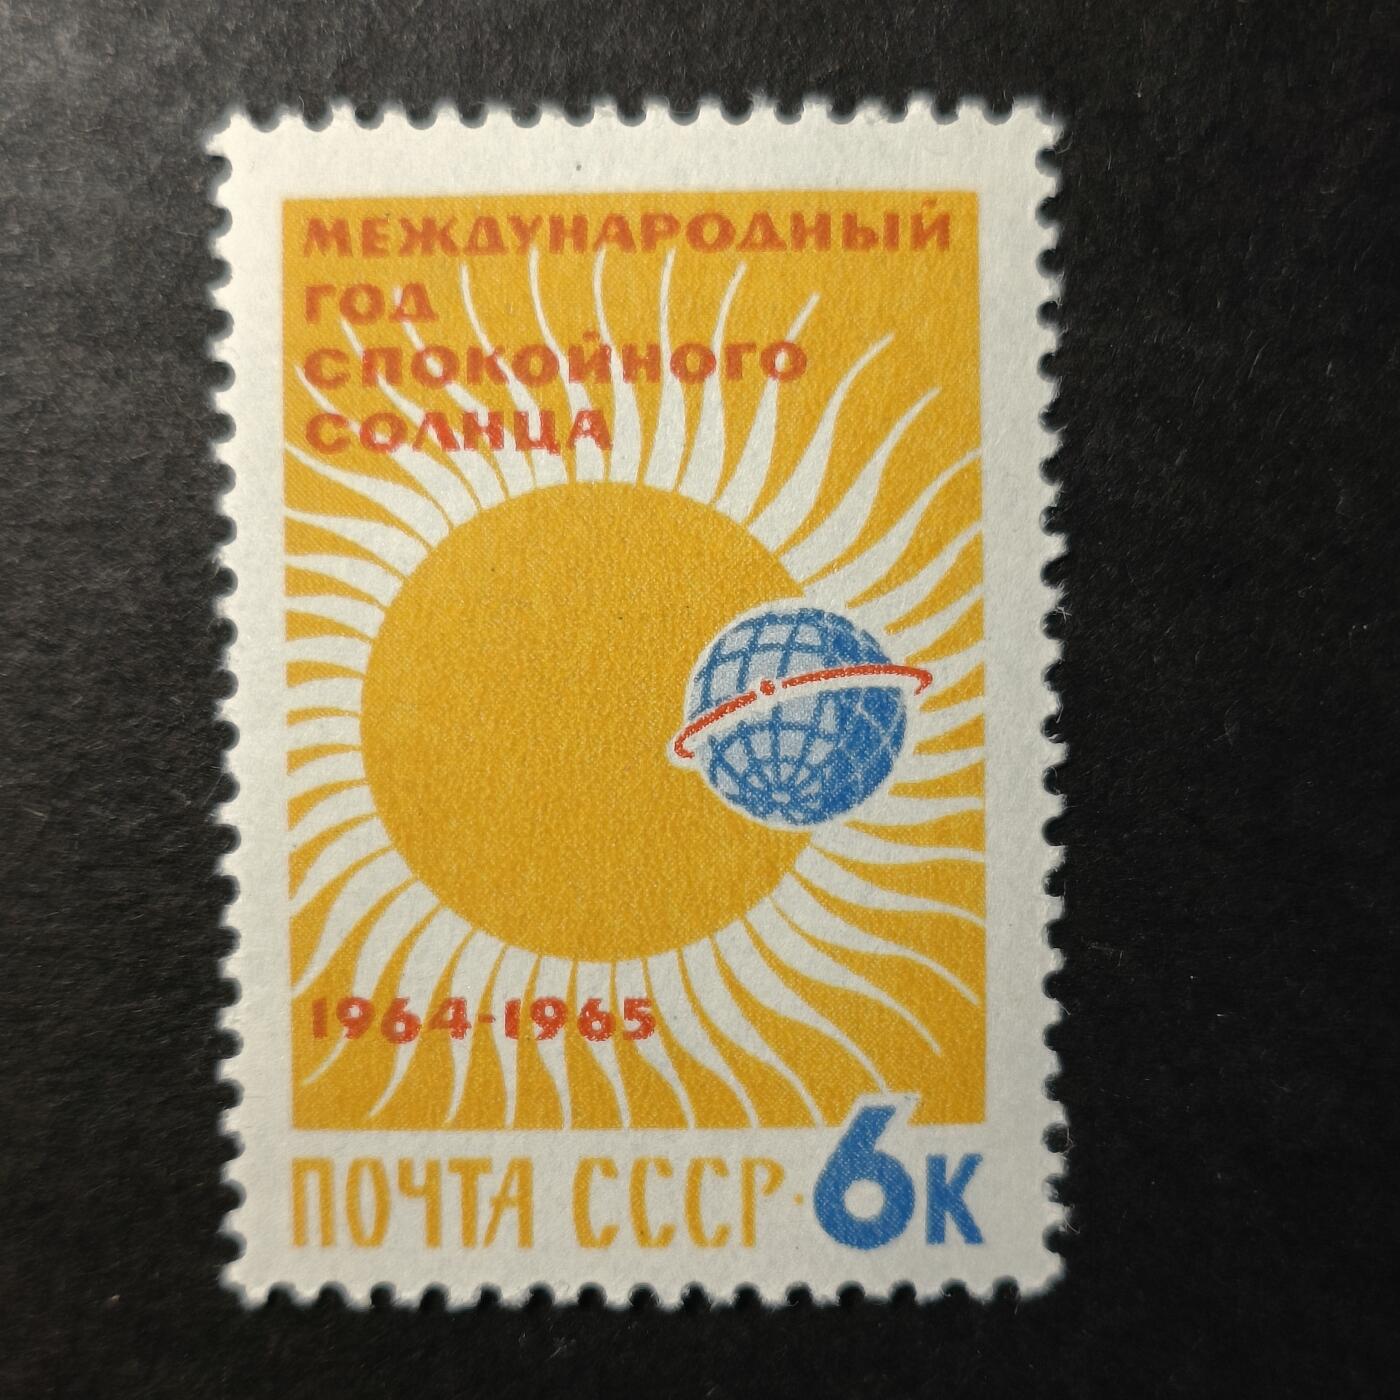 МЕЖДУНАРОДНЫЙ
ГОД
СПОКОЙНОГО
СОЛНЦА
1964-1965
ПОЧТА СССР·6К